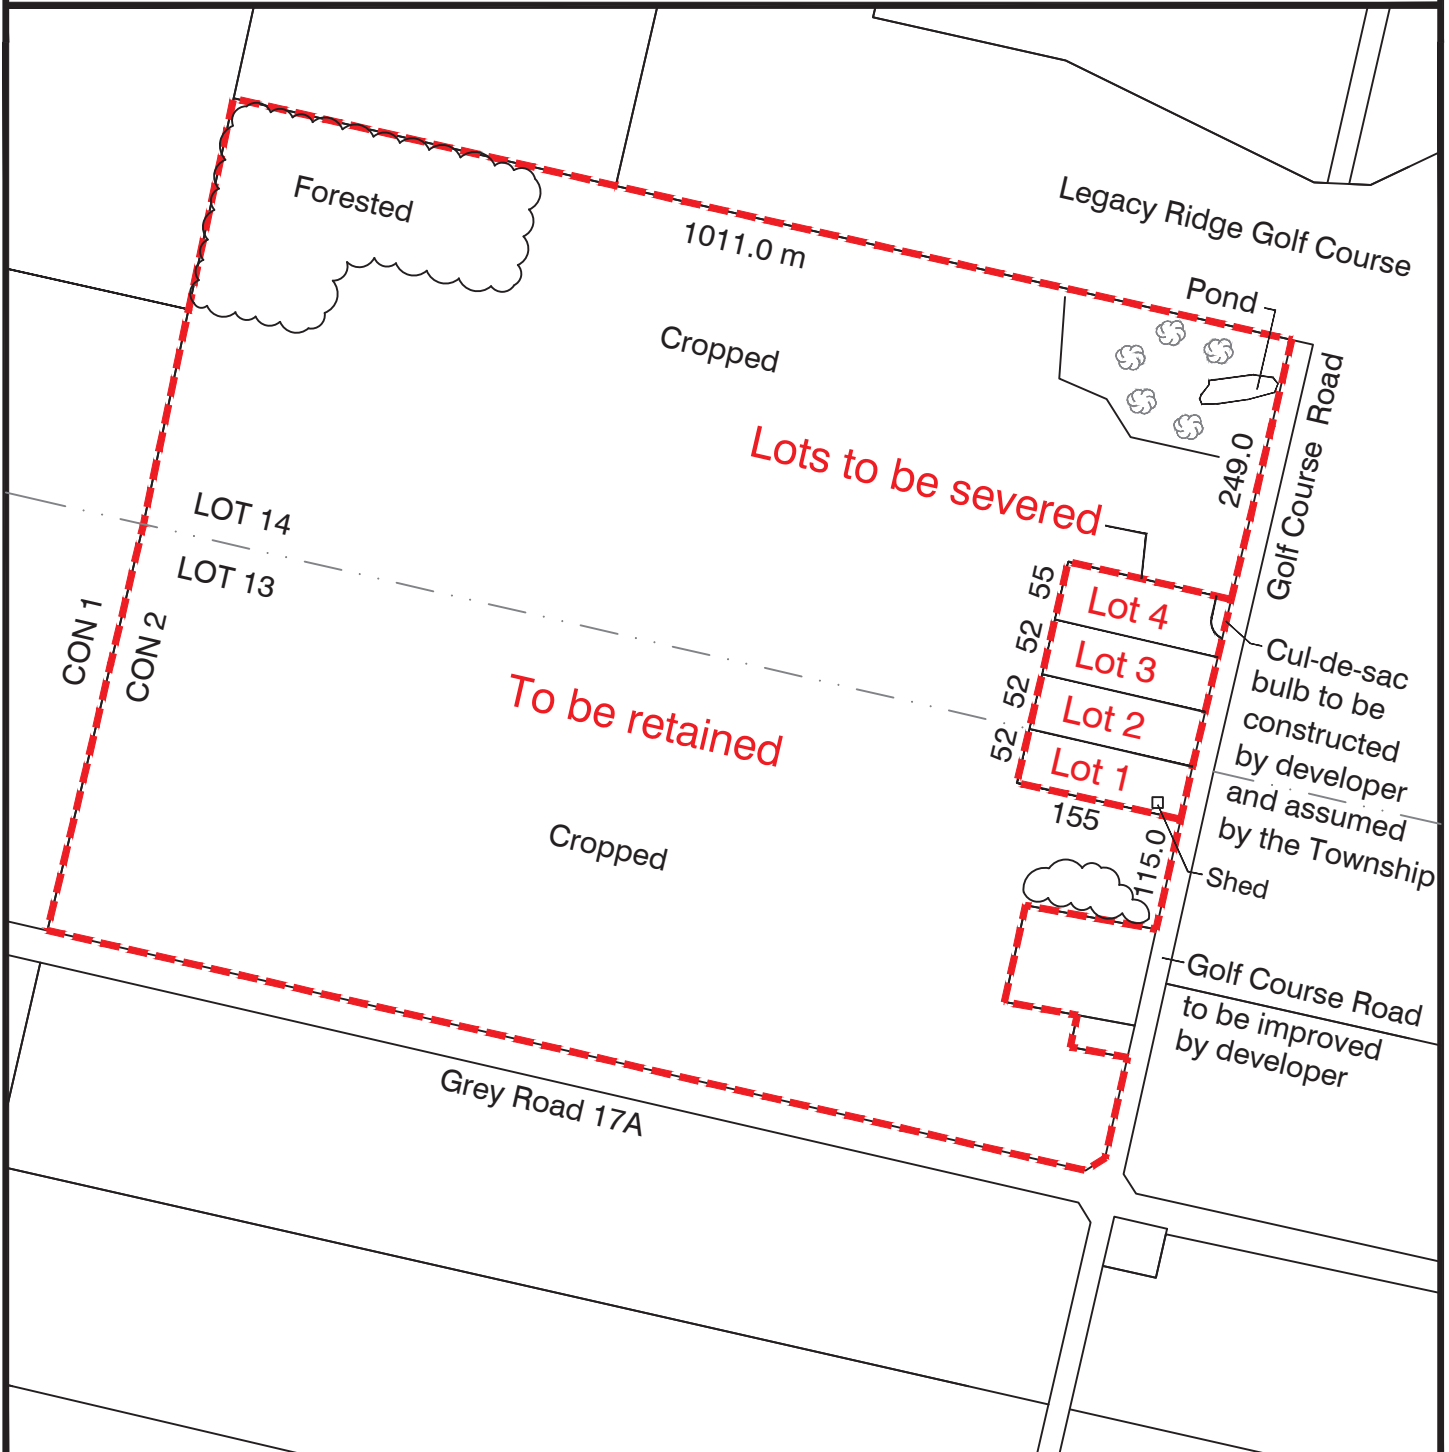 Forested
1011.0 m
Legacy Ridge Golf Course
Pond
Cropped
Golf Course Road
249.0
Lots to be severed
LOT 14
LOT 13
CON 1
CON 2
55
52
52
52
Lot 4
Lot 3
Lot 2
Lot 1
155
115.0
To be retained
Cul-de-sac
bulb to be
constructed
by developer
and assumed
by the Township
Shed
Cropped
Golf Course Road
to be improved
by developer
Grey Road 17A